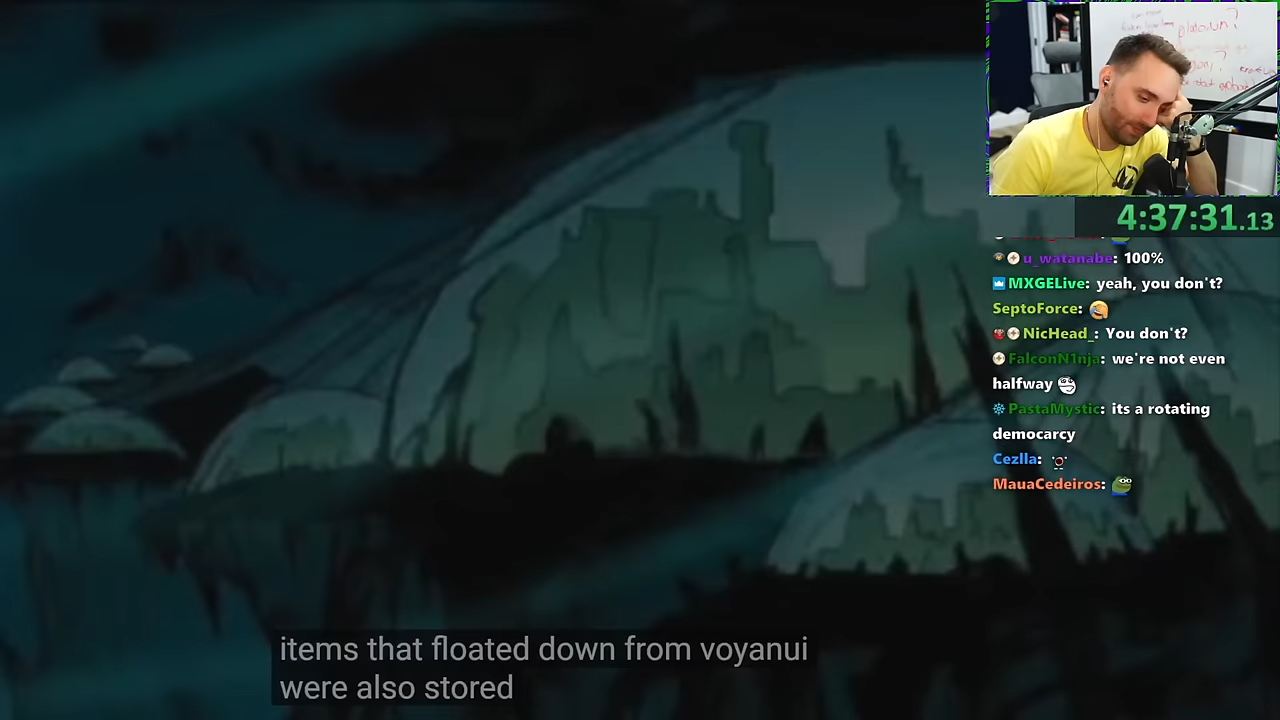 platoun?
4:37:31.13
u_watanabe: 100%
MXGELive: yeah, you don't?
SeptoForce:
NicHead_: You don't?
FalconN1nja: we're not even
halfway
PastaMystic: its a rotating
democarcy
Cezlla:
MauaCedeiros:
items that floated down from voyanui
were also stored